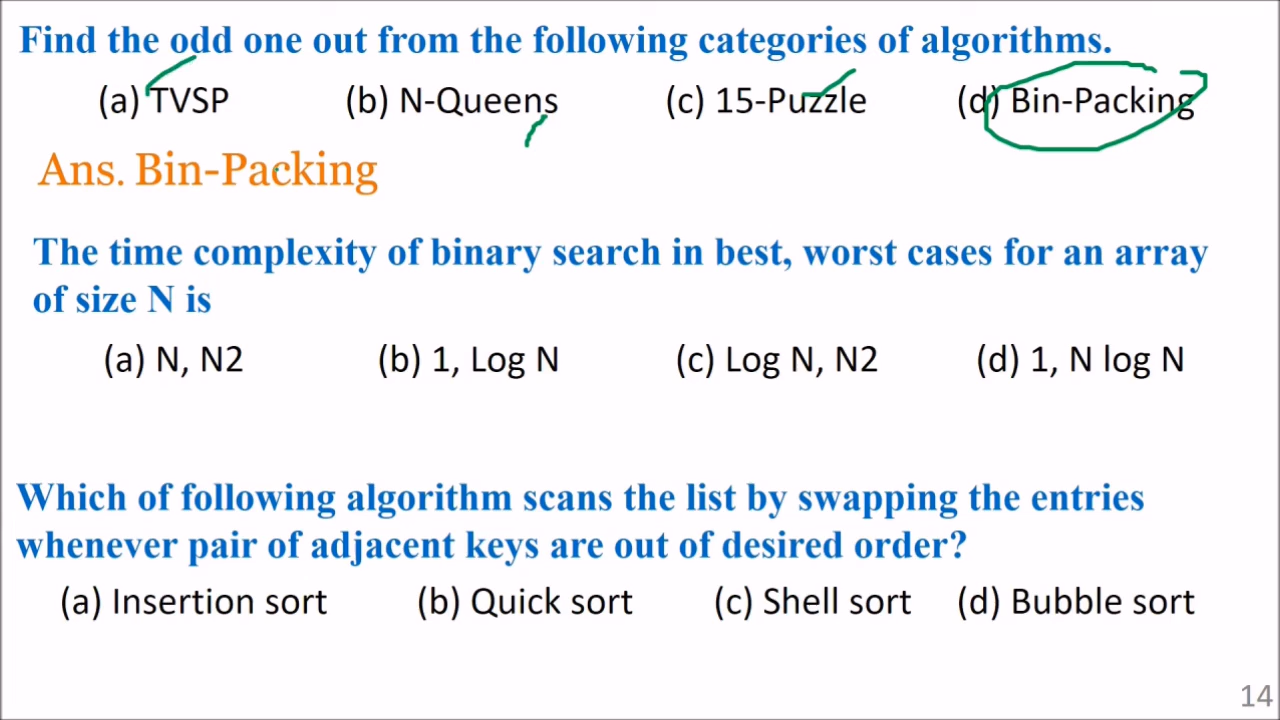 Find the odd one out from the following categories of algorithms.
(a) TVSP (b) N-Queens (c) 15-Puzzle (d) Bin-Packing
Ans. Bin-Packing
The time complexity of binary search in best, worst cases for an array
of size N is
(a) N, N2 (b) 1, Log N (c) Log N, N2 (d) 1, N log N
Which of following algorithm scans the list by swapping the entries
whenever pair of adjacent keys are out of desired order?
(a) Insertion sort (b) Quick sort (c) Shell sort (d) Bubble sort
14